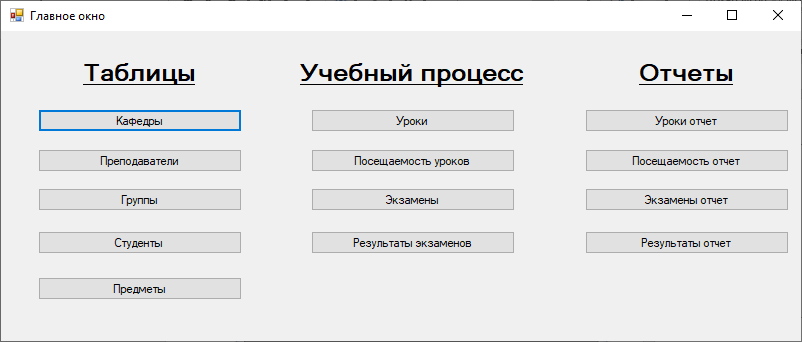 Главное окно
Таблицы Учебный процесс Отчеты
Кафедры Уроки Уроки отчет
Преподаватели Посещаемость уроков Посещаемость отчет
Группы Экзамены Экзамены отчет
Студенты Результаты экзаменов Результаты отчет
Предметы